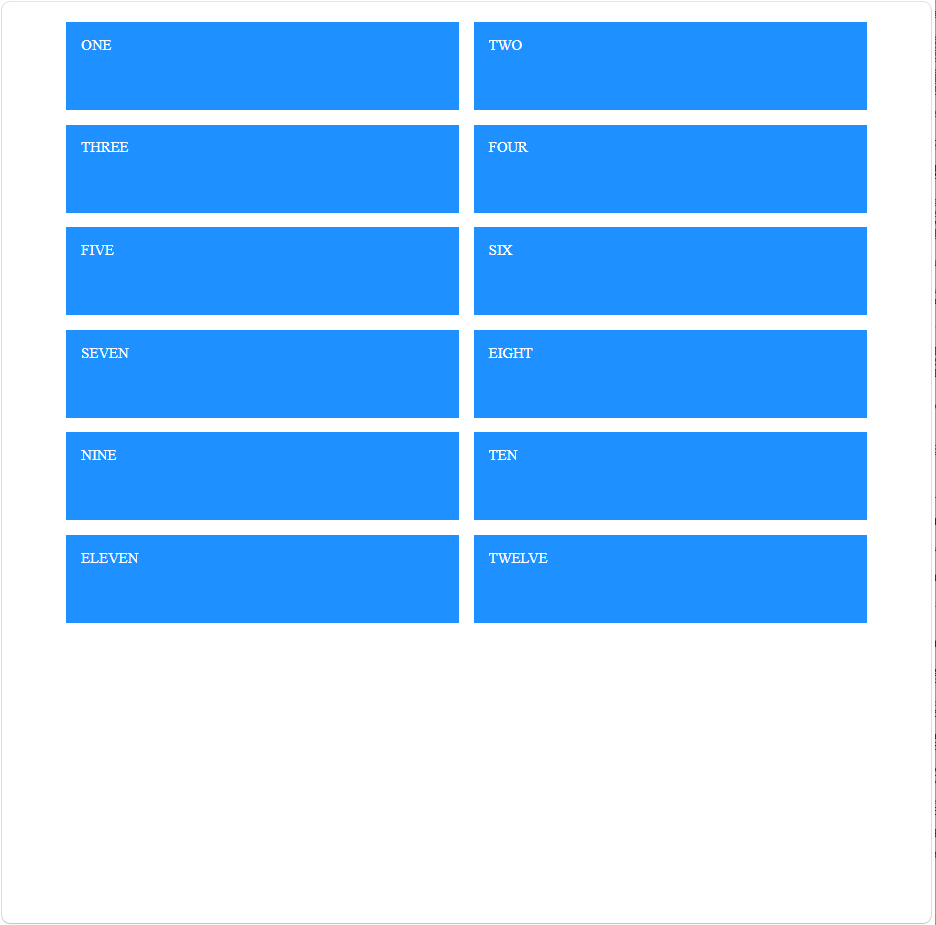 ONE
TWO
THREE
FOUR
FIVE
SIX
SEVEN
EIGHT
NINE
TEN
ELEVEN
TWELVE